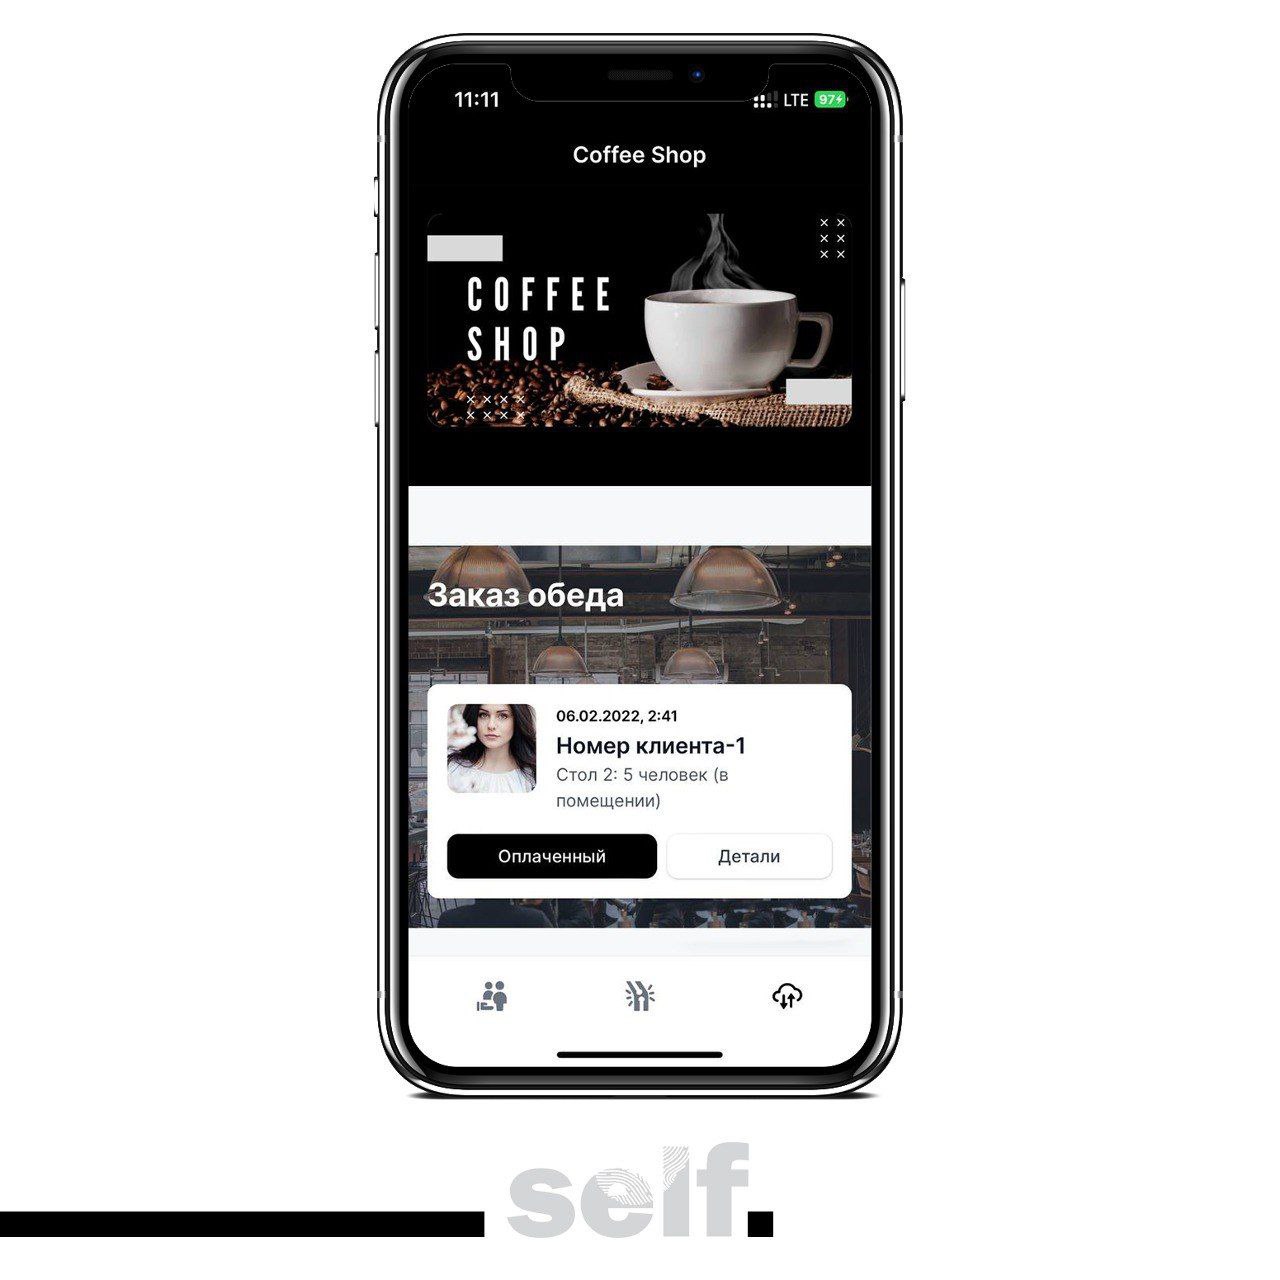 11:11 LTE 97
Coffee Shop
COFFEE
SHOP
Заказ обеда
06.02.2022, 2:41
Номер клиента-1
Стол 2: 5 человек (в
помещении)
Оплаченный Детали
self.